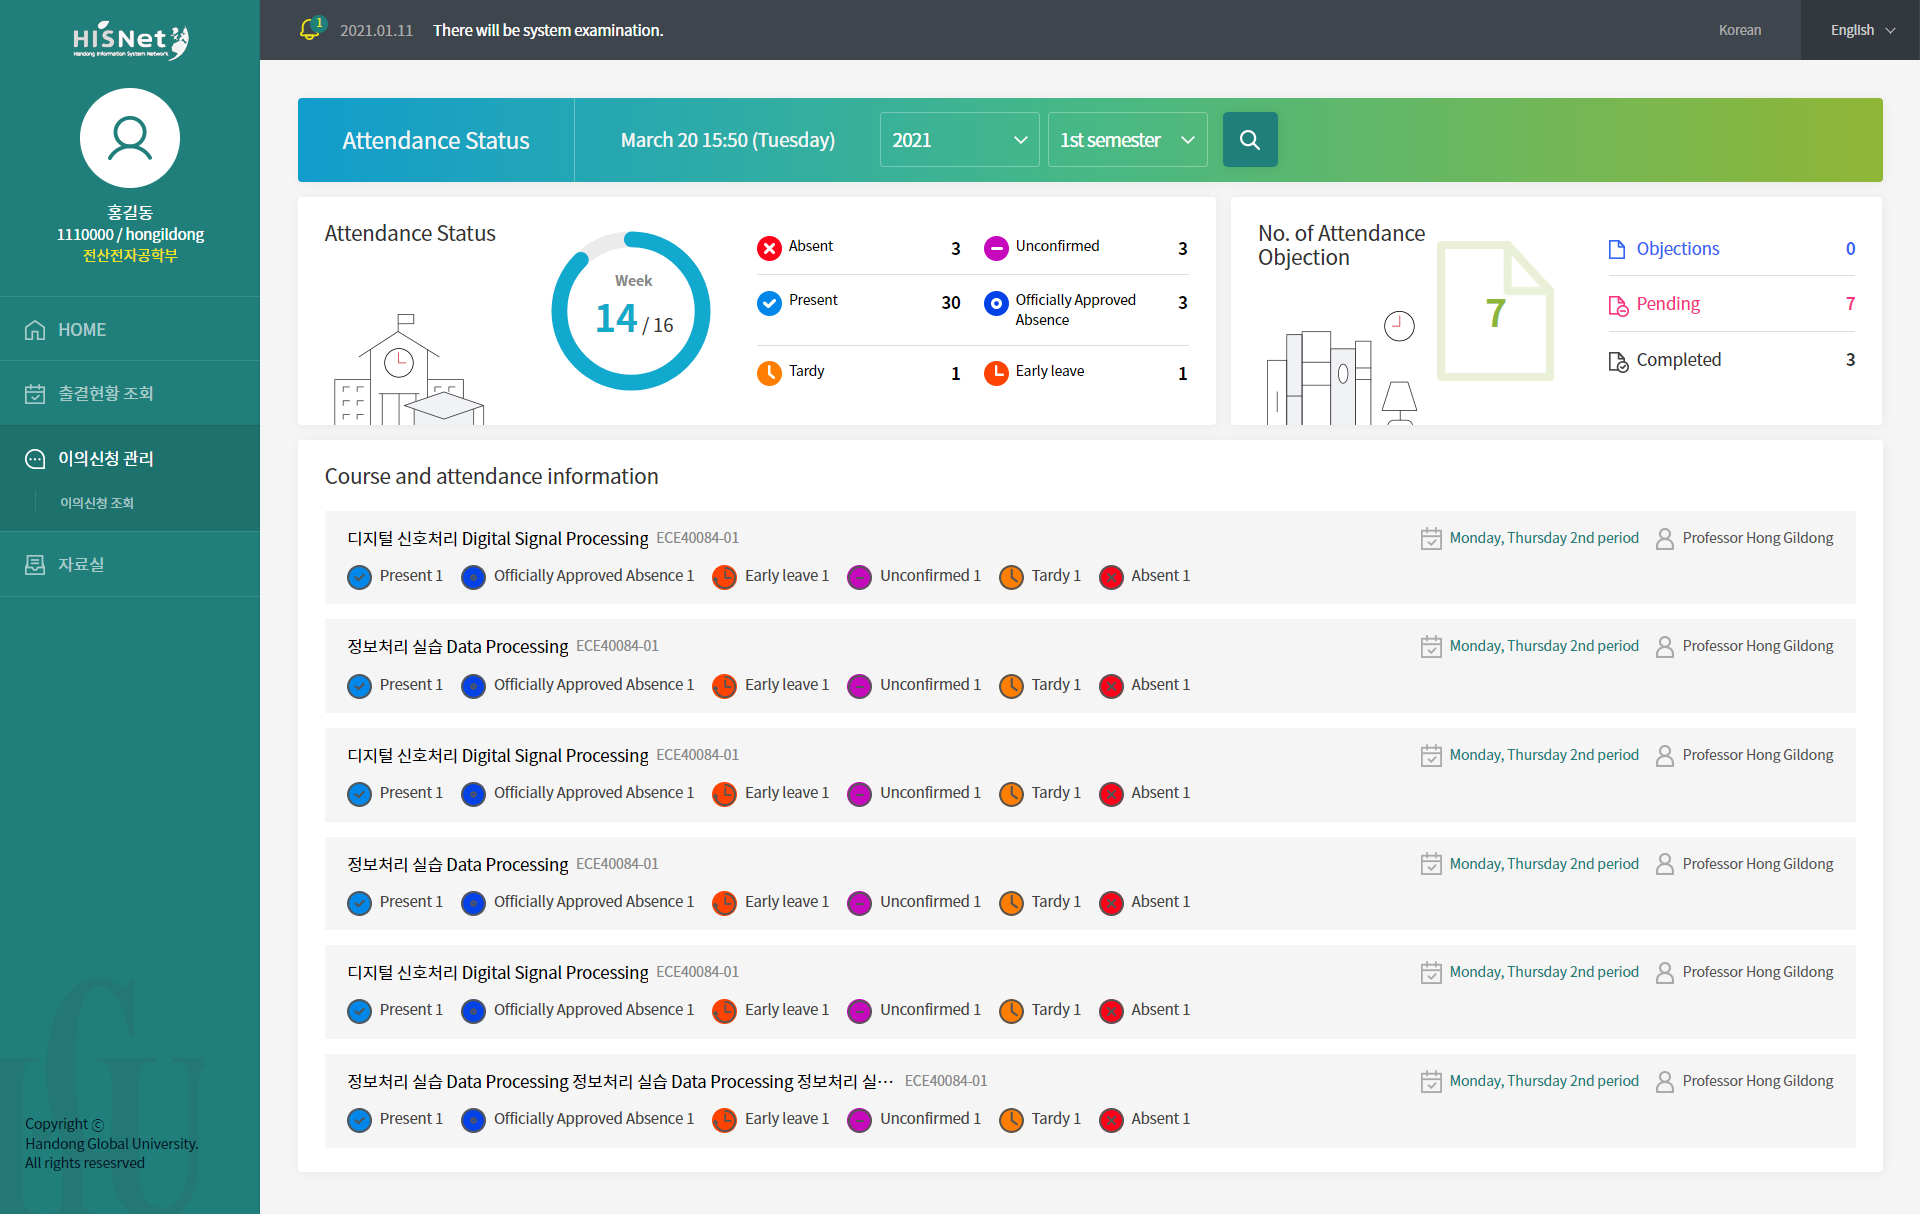 HISNet
Handong Information System Network
홍길동
1110000 / hongildong
전산전자공학부
HOME
출결현황 조회
이의신청 관리
이의신청 조회
자료실
Copyright ⓒ
Handong Global University.
All rights resesrved
1
2021.01.11 There will be system examination.
Korean
English
Attendance Status
March 20 15:50 (Tuesday)
2021
1st semester
Attendance Status
Week
14 / 16
Absent 3
Unconfirmed 3
Present 30
Officially Approved
Absence
3
Tardy 1
Early leave 1
No. of Attendance
Objection
7
Objections 0
Pending 7
Completed 3
Course and attendance information
디지털 신호처리 Digital Signal Processing ECE40084-01 Monday, Thursday 2nd period Professor Hong Gildong
Present 1 Officially Approved Absence 1 Early leave 1 Unconfirmed 1 Tardy 1 Absent 1
정보처리 실습 Data Processing ECE40084-01 Monday, Thursday 2nd period Professor Hong Gildong
Present 1 Officially Approved Absence 1 Early leave 1 Unconfirmed 1 Tardy 1 Absent 1
디지털 신호처리 Digital Signal Processing ECE40084-01 Monday, Thursday 2nd period Professor Hong Gildong
Present 1 Officially Approved Absence 1 Early leave 1 Unconfirmed 1 Tardy 1 Absent 1
정보처리 실습 Data Processing ECE40084-01 Monday, Thursday 2nd period Professor Hong Gildong
Present 1 Officially Approved Absence 1 Early leave 1 Unconfirmed 1 Tardy 1 Absent 1
디지털 신호처리 Digital Signal Processing ECE40084-01 Monday, Thursday 2nd period Professor Hong Gildong
Present 1 Officially Approved Absence 1 Early leave 1 Unconfirmed 1 Tardy 1 Absent 1
정보처리 실습 Data Processing 정보처리 실습 Data Processing 정보처리 실… ECE40084-01 Monday, Thursday 2nd period Professor Hong Gildong
Present 1 Officially Approved Absence 1 Early leave 1 Unconfirmed 1 Tardy 1 Absent 1